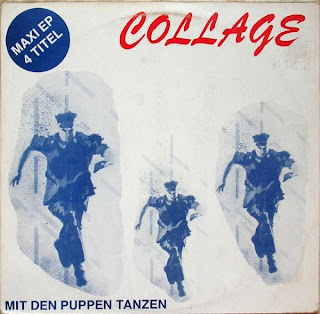 MAXI EP
4 TITEL
COLLAGE
MIT DEN PUPPEN TANZEN